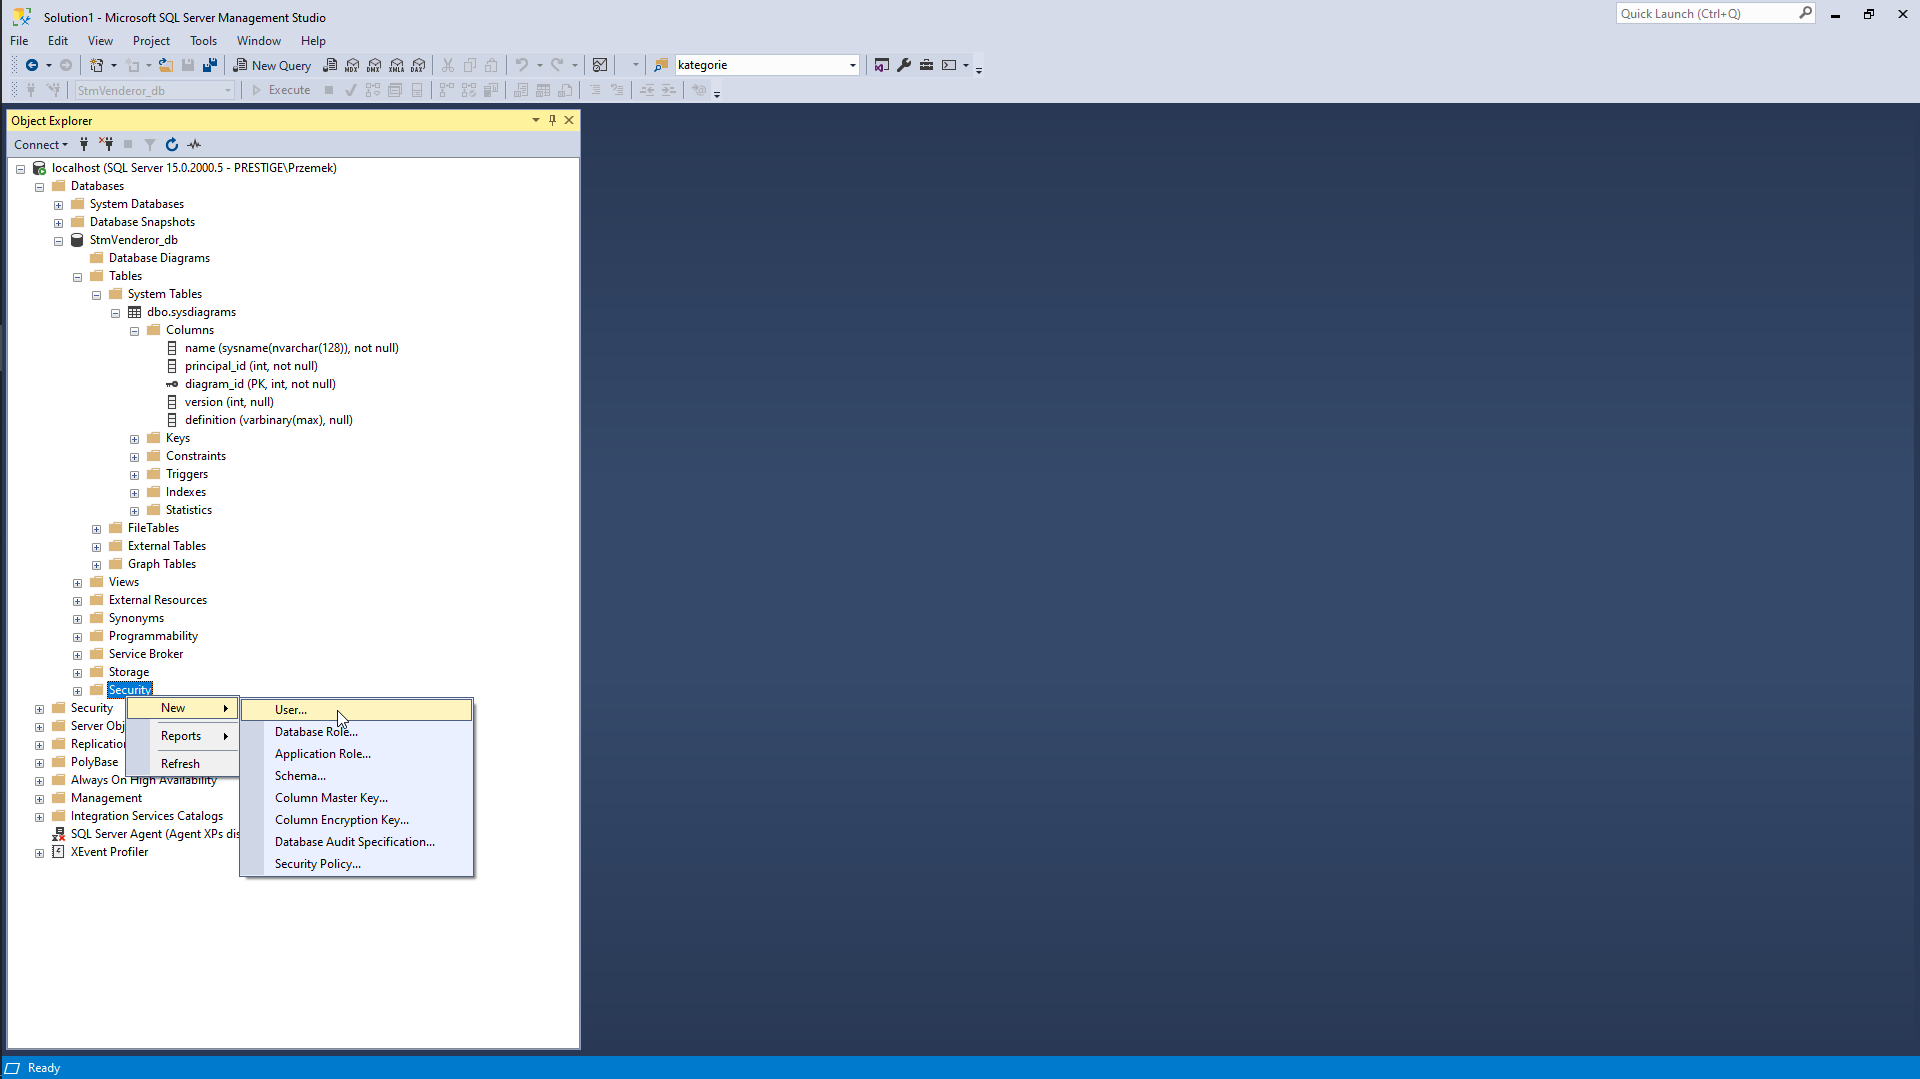 Solution1 - Microsoft SQL Server Management Studio
Quick Launch (Ctrl+Q)
File Edit View Project Tools Window Help
New Query MDX DMX XMLA DAX kategorie
StmVenderor_db Execute
Object Explorer
Connect
localhost (SQL Server 15.0.2000.5 - PRESTIGE\Przemek)
Databases
System Databases
Database Snapshots
StmVenderor_db
Database Diagrams
Tables
System Tables
dbo.sysdiagrams
Columns
name (sysname(nvarchar(128)), not null)
principal_id (int, not null)
diagram_id (PK, int, not null)
version (int, null)
definition (varbinary(max), null)
Keys
Constraints
Triggers
Indexes
Statistics
FileTables
External Tables
Graph Tables
Views
External Resources
Synonyms
Programmability
Service Broker
Storage
Security
Security
Server Obj
Replication
PolyBase
Always On High Availability
Management
Integration Services Catalogs
SQL Server Agent (Agent XPs dis
XEvent Profiler
New
Reports
Refresh
User...
Database Role...
Application Role...
Schema...
Column Master Key...
Column Encryption Key...
Database Audit Specification...
Security Policy...
Ready